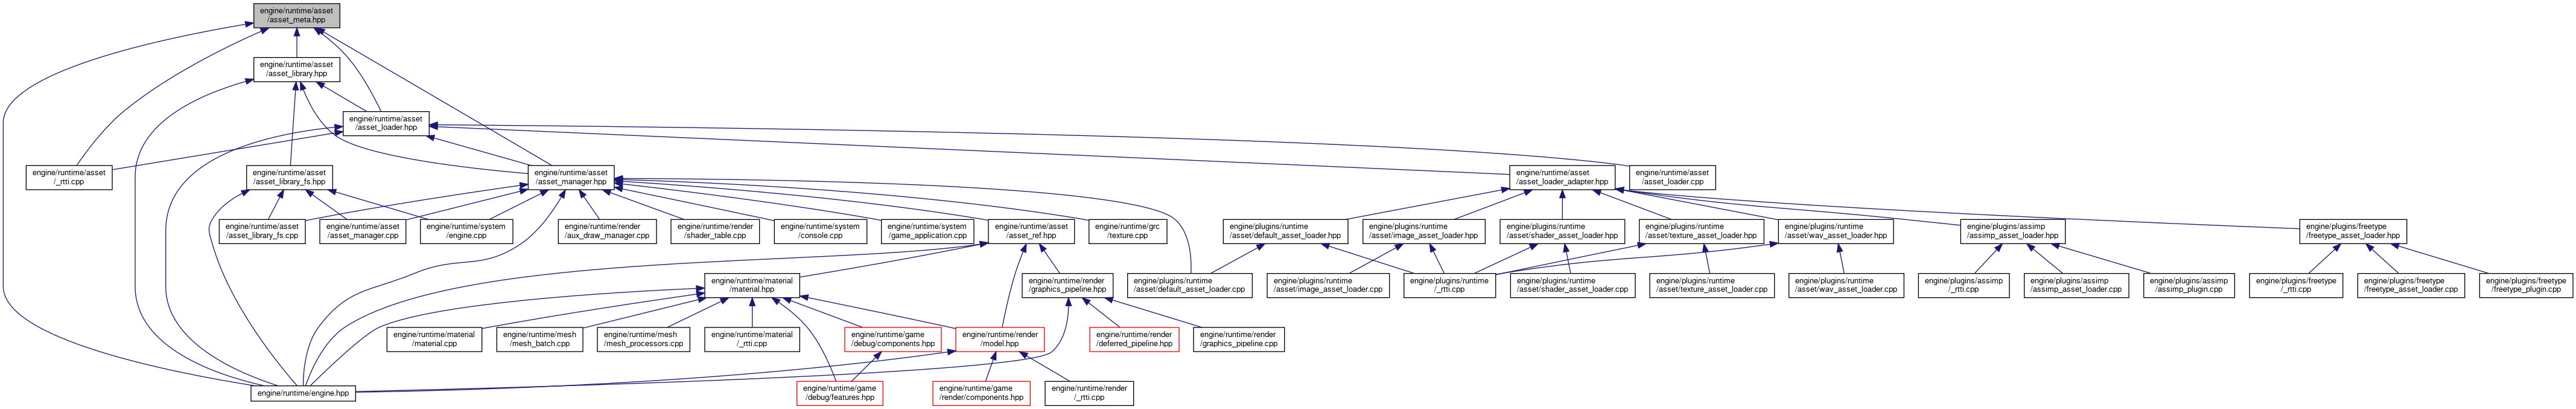 engine/runtime/asset
/asset_meta.hpp
engine/runtime/asset
/asset_library.hpp
engine/runtime/asset
/asset_loader.hpp
engine/runtime/asset
/_rtti.cpp
engine/runtime/asset
/asset_library_fs.hpp
engine/runtime/asset
/asset_manager.hpp
engine/runtime/asset
/asset_loader_adapter.hpp
engine/runtime/asset
/asset_loader.cpp
engine/runtime/asset
/asset_library_fs.cpp
engine/runtime/asset
/asset_manager.cpp
engine/runtime/system
/engine.cpp
engine/runtime/render
/aux_draw_manager.cpp
engine/runtime/render
/shader_table.cpp
engine/runtime/system
/console.cpp
engine/runtime/system
/game_application.cpp
engine/runtime/asset
/asset_ref.hpp
engine/runtime/grc
/texture.cpp
engine/plugins/runtime
/asset/default_asset_loader.hpp
engine/plugins/runtime
/asset/image_asset_loader.hpp
engine/plugins/runtime
/asset/shader_asset_loader.hpp
engine/plugins/runtime
/asset/texture_asset_loader.hpp
engine/plugins/runtime
/asset/wav_asset_loader.hpp
engine/plugins/assimp
/assimp_asset_loader.hpp
engine/plugins/freetype
/freetype_asset_loader.hpp
engine/runtime/material
/material.hpp
engine/runtime/render
/graphics_pipeline.hpp
engine/plugins/runtime
/asset/default_asset_loader.cpp
engine/plugins/runtime
/asset/image_asset_loader.cpp
engine/plugins/runtime
/_rtti.cpp
engine/plugins/runtime
/asset/shader_asset_loader.cpp
engine/plugins/runtime
/asset/texture_asset_loader.cpp
engine/plugins/runtime
/asset/wav_asset_loader.cpp
engine/plugins/assimp
/_rtti.cpp
engine/plugins/assimp
/assimp_asset_loader.cpp
engine/plugins/assimp
/assimp_plugin.cpp
engine/plugins/freetype
/_rtti.cpp
engine/plugins/freetype
/freetype_asset_loader.cpp
engine/plugins/freetype
/freetype_plugin.cpp
engine/runtime/material
/material.cpp
engine/runtime/mesh
/mesh_batch.cpp
engine/runtime/mesh
/mesh_processors.cpp
engine/runtime/material
/_rtti.cpp
engine/runtime/game
/debug/components.hpp
engine/runtime/render
/model.hpp
engine/runtime/render
/deferred_pipeline.hpp
engine/runtime/render
/graphics_pipeline.cpp
engine/runtime/engine.hpp
engine/runtime/game
/debug/features.hpp
engine/runtime/game
/render/components.hpp
engine/runtime/render
/_rtti.cpp